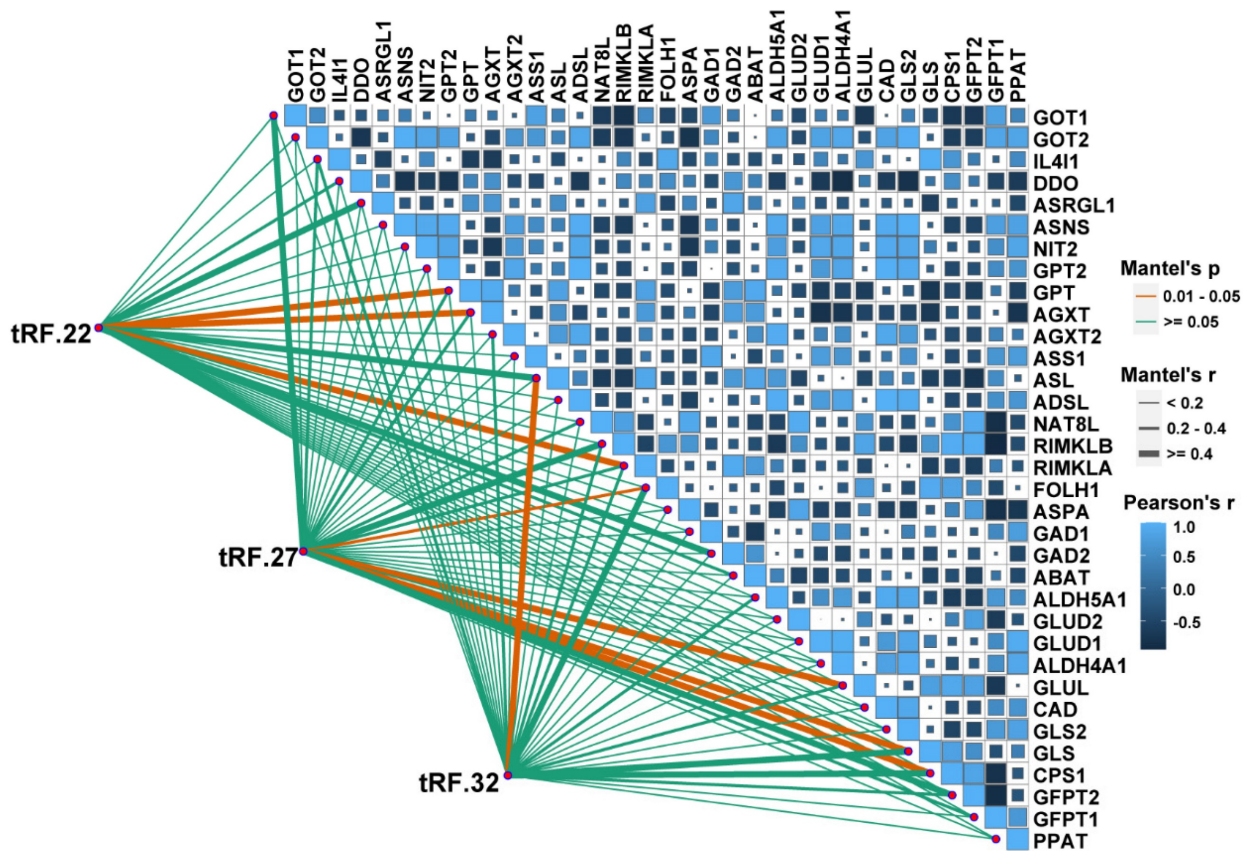 GOT1
GOT2
IL4I1
DDO
ASRGL1
ASNS
NIT2
GPT2
GPT
AGXT
AGXT2
ASS1
ASL
ADSL
NAT8L
RIMKLB
RIMKLA
FOLH1
ASPA
GAD1
GAD2
ABAT
ALDH5A1
GLUD2
GLUD1
ALDH4A1
GLUL
CAD
GLS2
GLS
CPS1
GFPT2
GFPT1
PPAT
GOT1
GOT2
IL4I1
DDO
ASRGL1
ASNS
NIT2
GPT2
GPT
AGXT
AGXT2
ASS1
ASL
ADSL
NAT8L
RIMKLB
RIMKLA
FOLH1
ASPA
GAD1
GAD2
ABAT
ALDH5A1
GLUD2
GLUD1
ALDH4A1
GLUL
CAD
GLS2
GLS
CPS1
GFPT2
GFPT1
PPAT
tRF.22
tRF.27
tRF.32
Mantel's p
0.01 - 0.05
>= 0.05
Mantel's r
< 0.2
0.2 - 0.4
>= 0.4
Pearson's r
1.0
0.5
0.0
-0.5